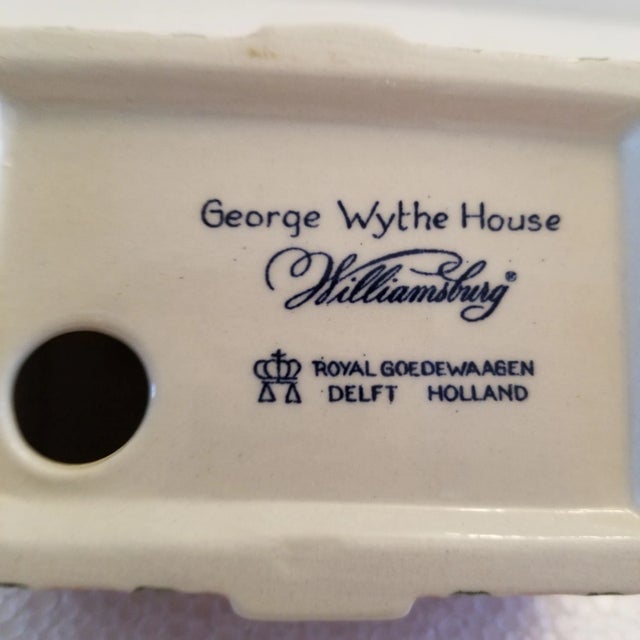 George Wythe House
Williamsburg®
ROYAL GOEDEWAAGEN
DELFT HOLLAND